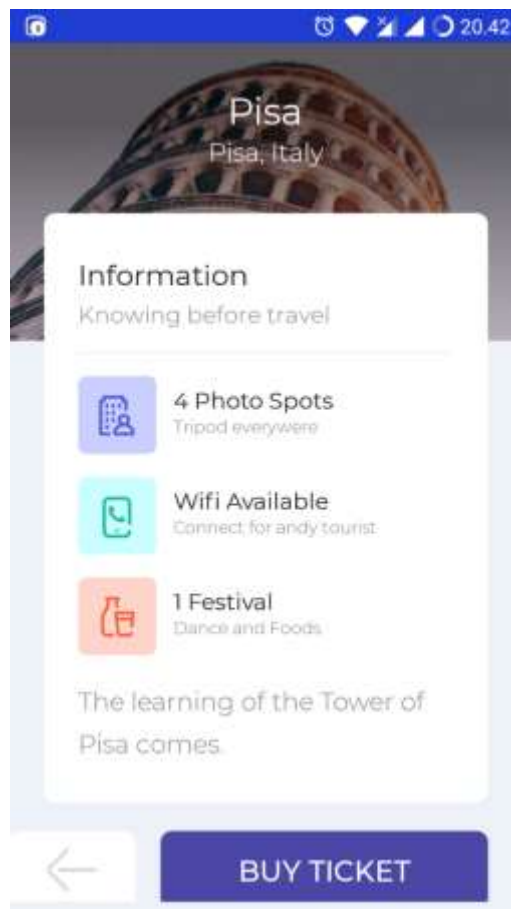 20.42
Pisa
Pisa, Italy
Information
Knowing before travel
4 Photo Spots
Tripod everywere
Wifi Available
Connect for andy tourist
1 Festival
Dance and Foods
The learning of the Tower of
Pisa comes.
BUY TICKET